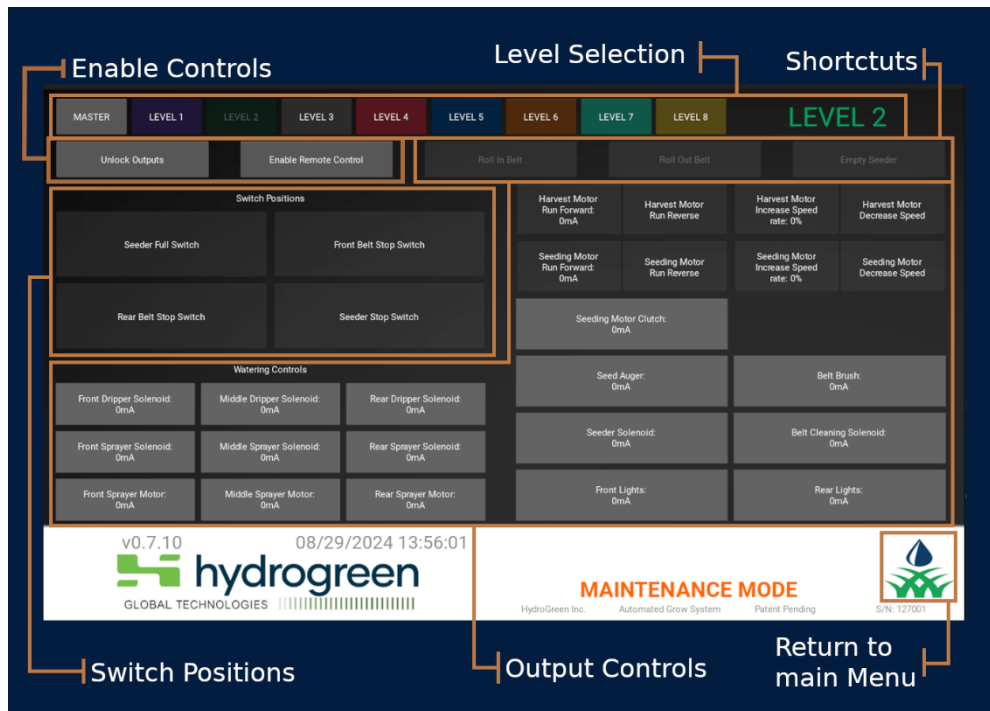 Enable Controls
Level Selection
Shortctuts
MASTER
LEVEL 1
LEVEL 2
LEVEL 3
LEVEL 4
LEVEL 5
LEVEL 6
LEVEL 7
LEVEL 8
LEVEL 2
Unlock Outputs
Enable Remote Control
Roll In Belt
Roll Out Belt
Empty Seeder
Switch Positions
Seeder Full Switch
Front Belt Stop Switch
Rear Belt Stop Switch
Seeder Stop Switch
Harvest Motor
Run Forward:
0mA
Harvest Motor
Run Reverse
Harvest Motor
Increase Speed
rate: 0%
Harvest Motor
Decrease Speed
Seeding Motor
Run Forward:
0mA
Seeding Motor
Run Reverse
Seeding Motor
Increase Speed
rate: 0%
Seeding Motor
Decrease Speed
Seeding Motor Clutch:
0mA
Seed Auger:
0mA
Belt Brush:
0mA
Seeder Solenoid:
0mA
Belt Cleaning Solenoid:
0mA
Front Lights:
0mA
Rear Lights:
0mA
Watering Controls
Front Dripper Solenoid:
0mA
Middle Dripper Solenoid:
0mA
Rear Dripper Solenoid:
0mA
Front Sprayer Solenoid:
0mA
Middle Sprayer Solenoid:
0mA
Rear Sprayer Solenoid:
0mA
Front Sprayer Motor:
0mA
Middle Sprayer Motor:
0mA
Rear Sprayer Motor:
0mA
v0.7.10
08/29/2024 13:56:01
hydrogreen
GLOBAL TECHNOLOGIES
MAINTENANCE MODE
HydroGreen Inc.
Automated Grow System
Patent Pending
S/N: 127001
Switch Positions
Output Controls
Return to
main Menu